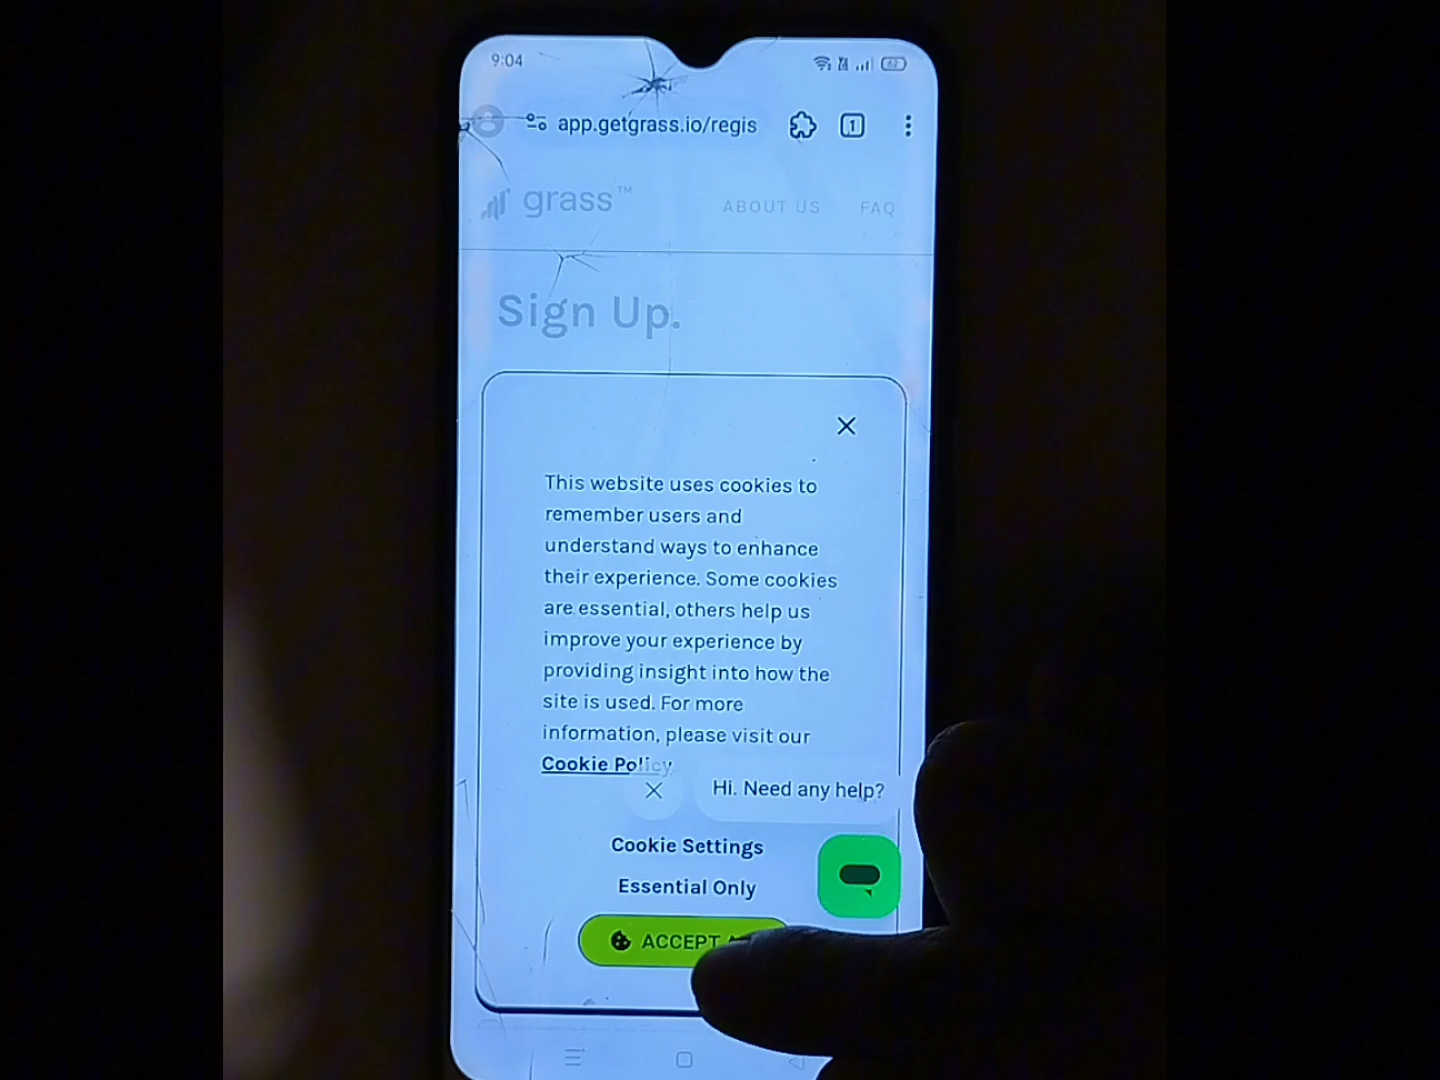 9:04
62
app.getgrass.io/regis
1
grass™
ABOUT US
FAQ
Sign Up.
This website uses cookies to
remember users and
understand ways to enhance
their experience. Some cookies
are essential, others help us
improve your experience by
providing insight into how the
site is used. For more
information, please visit our
Cookie Policy
Hi. Need any help?
Cookie Settings
Essential Only
ACCEPT